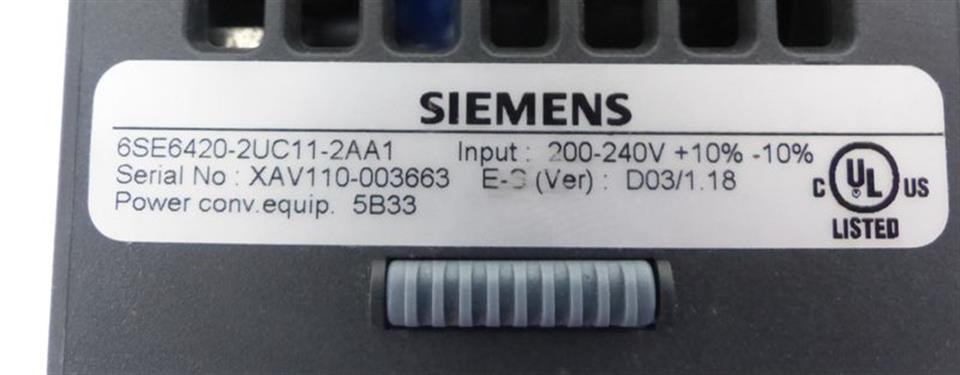 SIEMENS
6SE6420-2UC11-2AA1 Input : 200-240V +10% -10%
Serial No : XAV110-003663 E-S (Ver) : D03/1.18
Power conv.equip. 5B33
C UL US
LISTED